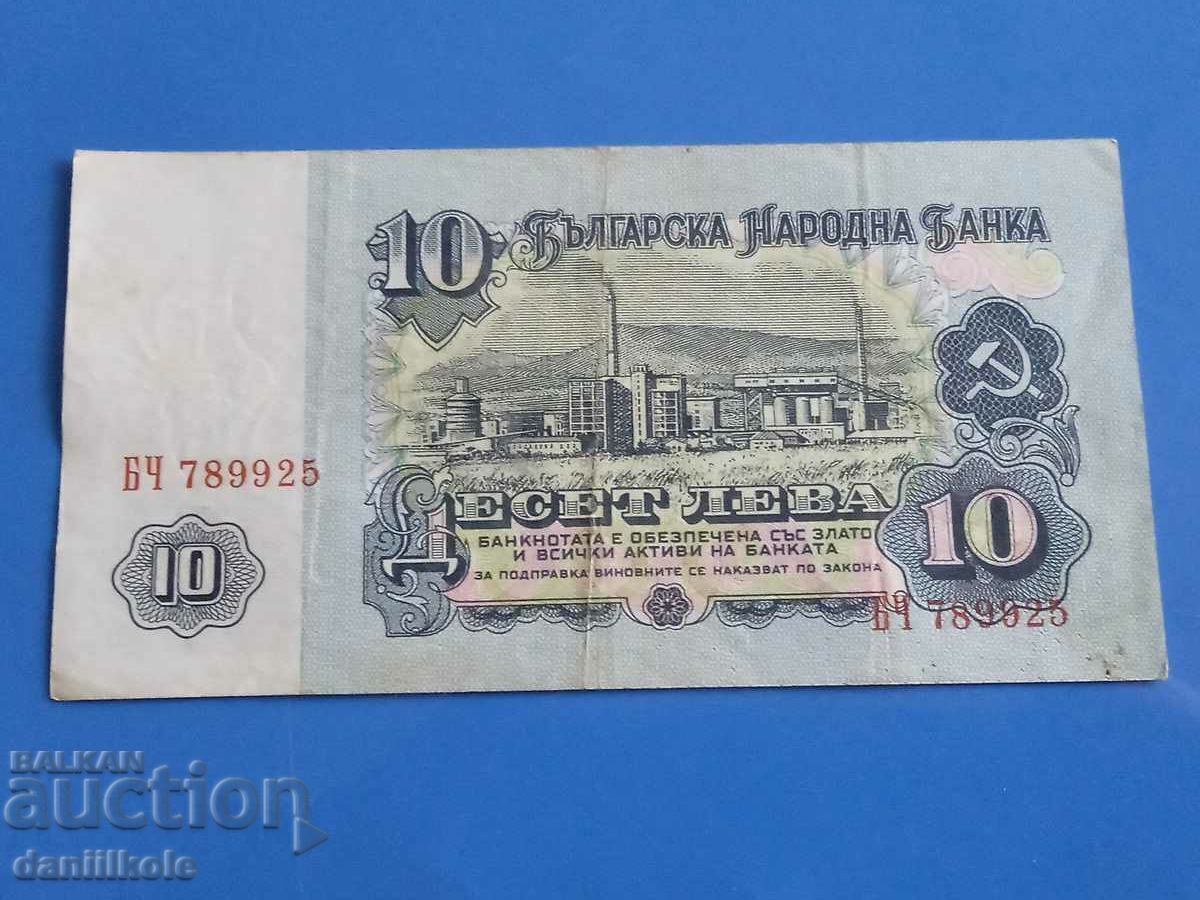 10 БЪЛГАРСКА НАРОДНА БАНКА
БЧ 789925
ДЕСЕТ ЛЕВА
БАНКНОТАТА Е ОБЕЗПЕЧЕНА СЪС ЗЛАТО
И ВСИЧКИ АКТИВИ НА БАНКАТА
ЗА ПОДПРАВКА ВИНОВНИТЕ СЕ НАКАЗВАТ ПО ЗАКОНА
10
10
БЧ 789925
BALKAN
auction
daniilkole